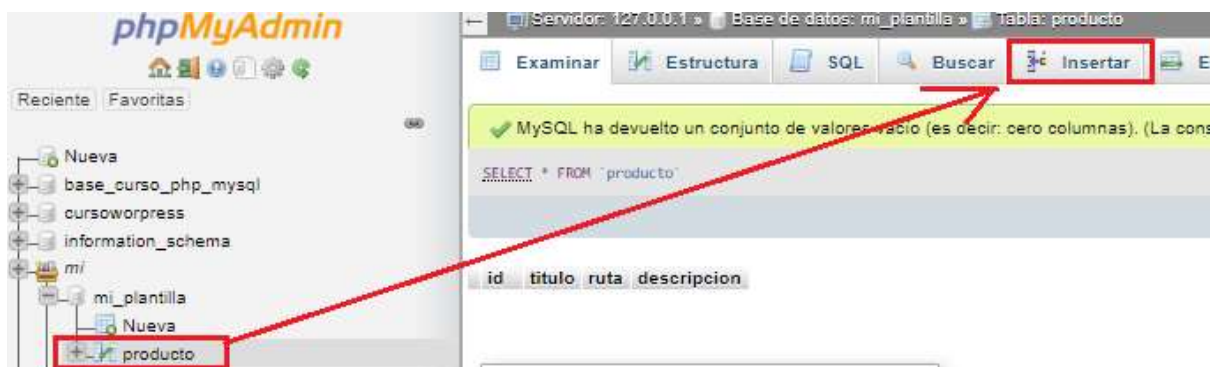 phpMyAdmin
Reciente Favoritas
Nueva
base_curso_php_mysql
cursoworpress
information_schema
mi
mi_plantilla
Nueva
producto
Servidor: 127.0.0.1 » Base de datos: mi_plantilla » Tabla: producto
Examinar Estructura SQL Buscar Insertar E
MySQL ha devuelto un conjunto de valores vacío (es decir: cero columnas). (La cons
SELECT * FROM `producto`
id titulo ruta descripcion